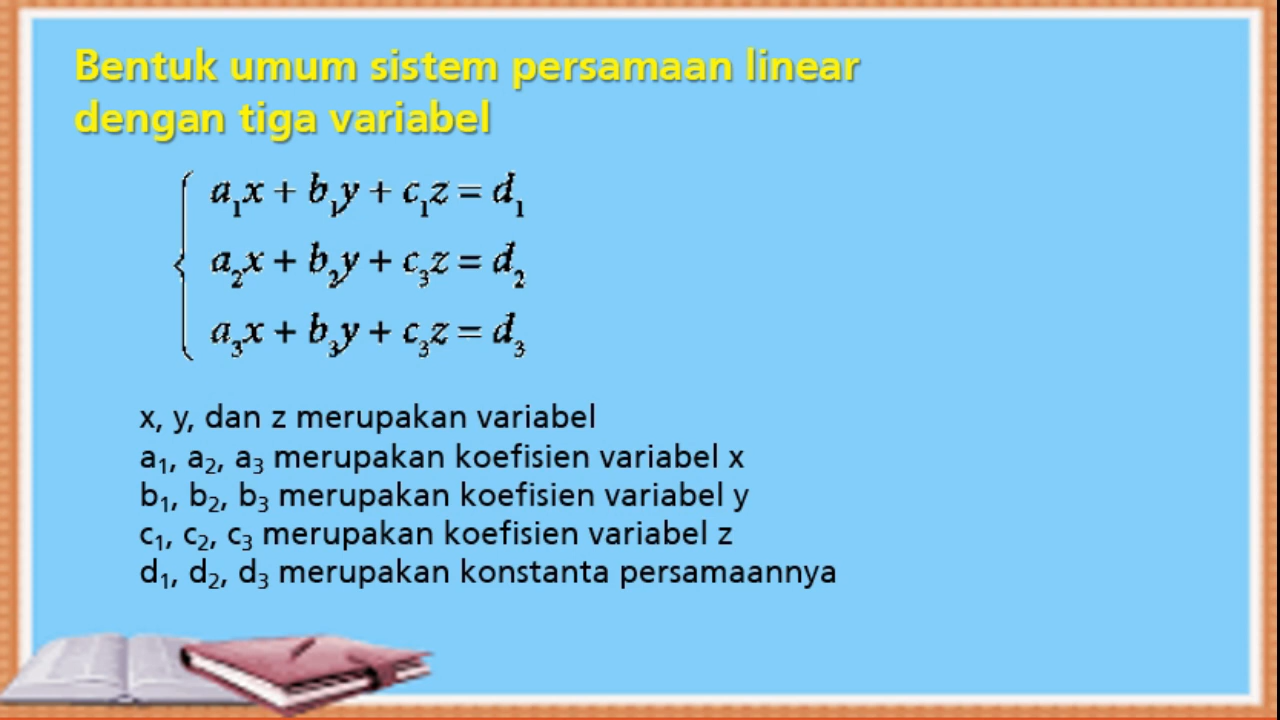 Bentuk umum sistem persamaan linear
dengan tiga variabel
a₁x + b₁y + c₁z = d₁
a₂x + b₂y + c₃z = d₂
a₃x + b₃y + c₃z = d₃
x, y, dan z merupakan variabel
a₁, a₂, a₃ merupakan koefisien variabel x
b₁, b₂, b₃ merupakan koefisien variabel y
c₁, c₂, c₃ merupakan koefisien variabel z
d₁, d₂, d₃ merupakan konstanta persamaannya